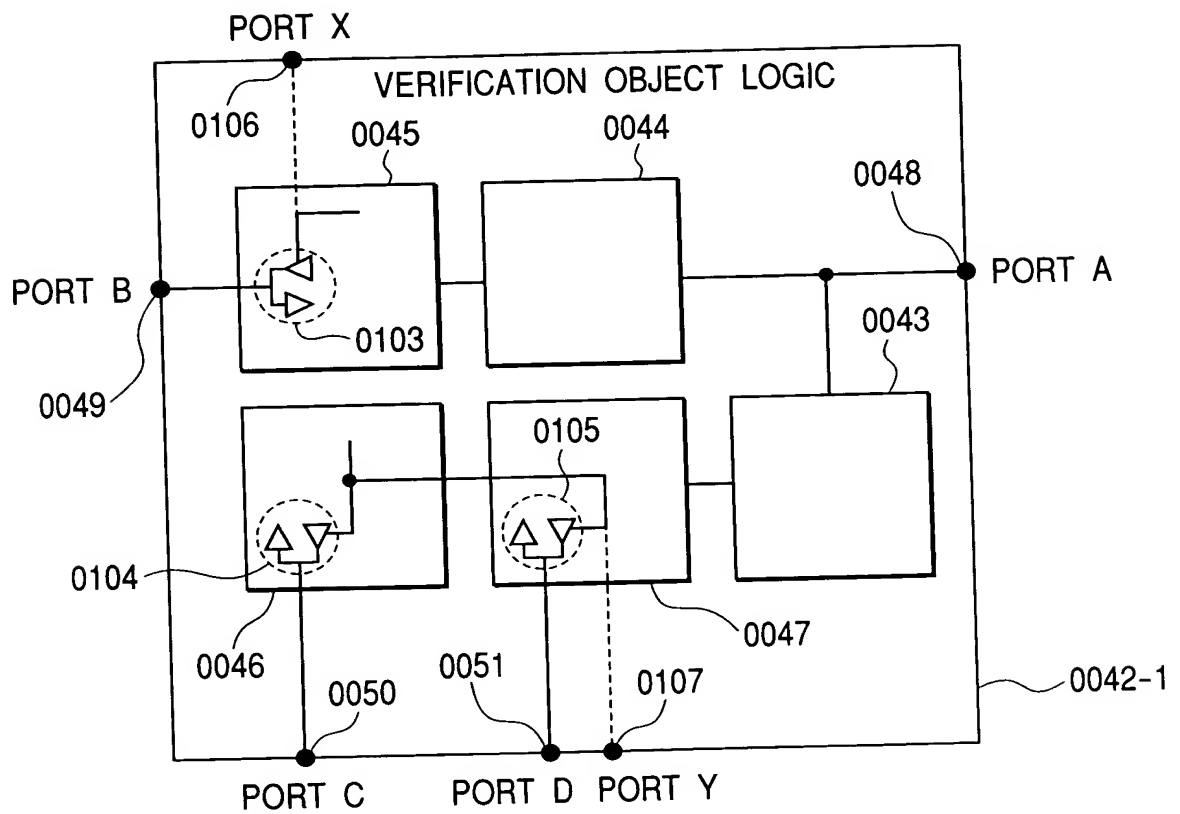 PORT X
VERIFICATION OBJECT LOGIC
0106
0045
0044
0048
PORT B
PORT A
0103
0043
0049
0105
0104
0046
0047
0051
0050
0107
0042-1
PORT C
PORT D
PORT Y